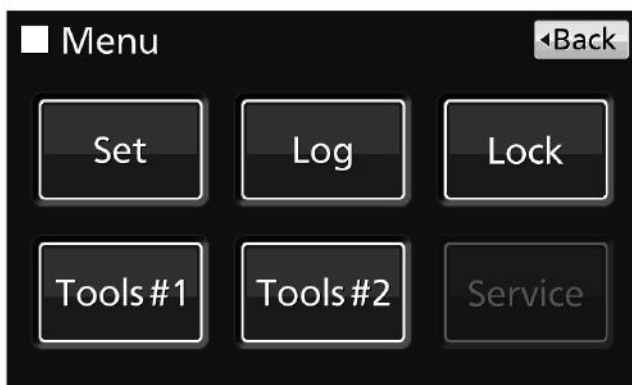 Menu
◂Back
Set
Log
Lock
Tools#1
Tools#2
Service